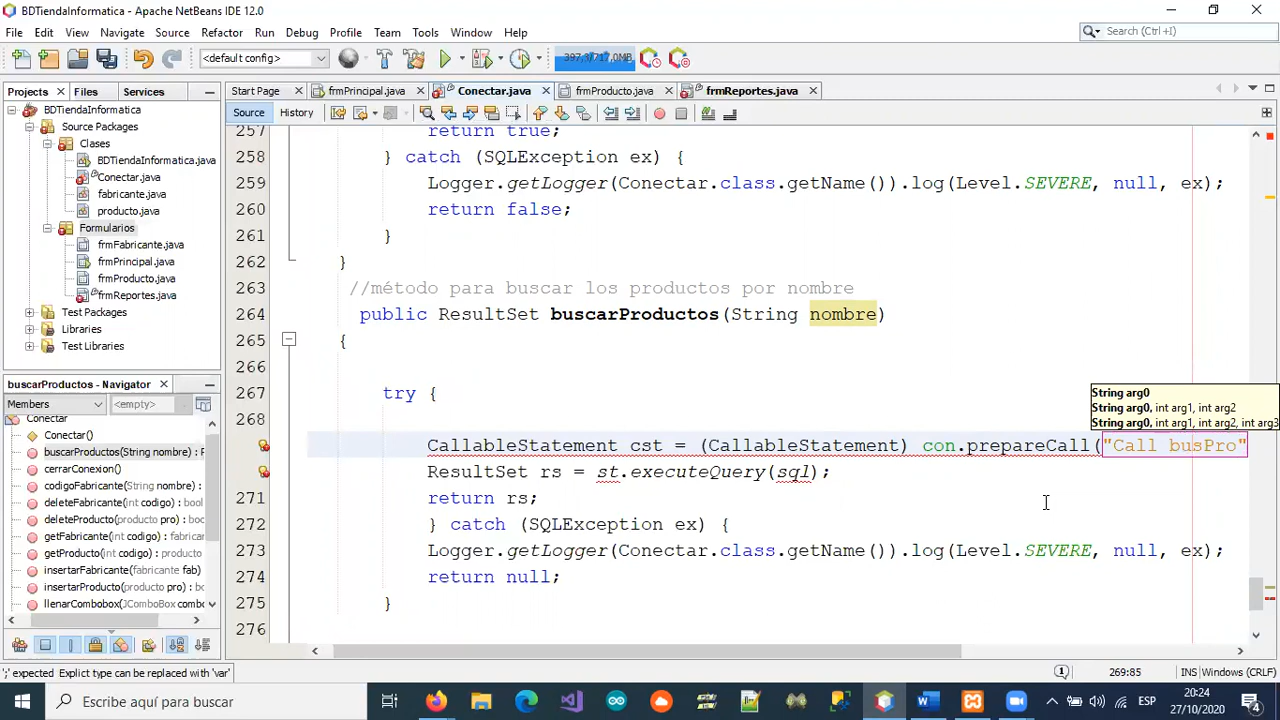 BDTiendaInformatica - Apache NetBeans IDE 12.0
File Edit View Navigate Source Refactor Run Debug Profile Team Tools Window Help
Search (Ctrl+I)
<default config>
397,3/717,0MB
Projects Files Services
Start Page frmPrincipal.java Conectar.java frmProducto.java frmReportes.java
Source History
BDTiendaInformatica
Source Packages
Clases
BDTiendaInformatica.java
Conectar.java
fabricante.java
producto.java
Formularios
frmFabricante.java
frmPrincipal.java
frmProducto.java
frmReportes.java
Test Packages
Libraries
Test Libraries
buscarProductos - Navigator
Members <empty>
Conectar
Conectar()
buscarProductos(String nombre) : R
cerrarConexion()
codigoFabricante(String nombre) :
deleteFabricante(int codigo) : bool
deleteProducto(producto pro) : bo
getFabricante(int codigo) : fabrica
getProducto(int codigo) : producto
insertarFabricante(fabricante fab)
insertarProducto(producto pro) :
llenarCombobox(JComboBox combo
257 return true;
258 } catch (SQLException ex) {
259 Logger.getLogger(Conectar.class.getName()).log(Level.SEVERE, null, ex);
260 return false;
261 }
262 }
263 //método para buscar los productos por nombre
264 public ResultSet buscarProductos(String nombre)
265 {
266
267 try {
268
String arg0
String arg0, int arg1, int arg2
String arg0, int arg1, int arg2, int arg3
CallableStatement cst = (CallableStatement) con.prepareCall("Call busPro"
ResultSet rs = st.executeQuery(sql);
271 return rs;
272 } catch (SQLException ex) {
273 Logger.getLogger(Conectar.class.getName()).log(Level.SEVERE, null, ex);
274 return null;
275 }
276
';' expected Explict type can be replaced with 'var'
1 269:85 INS Windows (CRLF)
Escribe aquí para buscar
ESP
20:24
27/10/2020